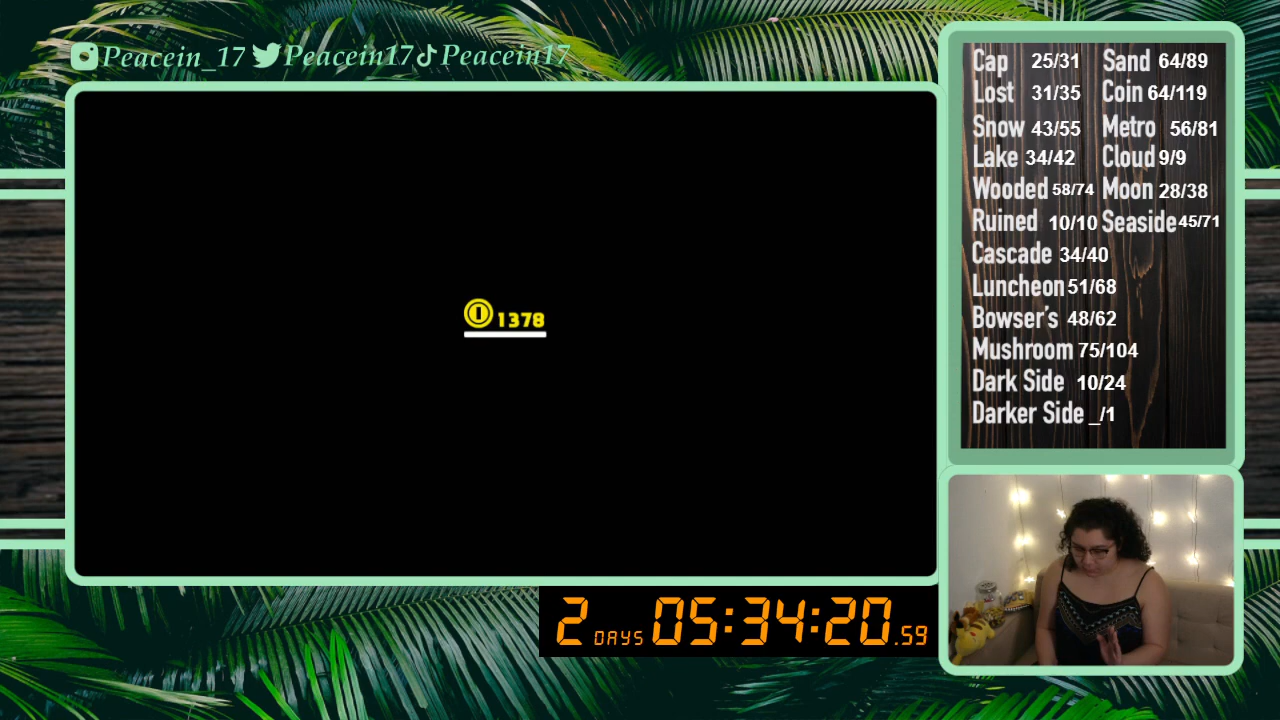 Peacein_17 Peacein17 Peacein17
Cap 25/31 Sand 64/89
Lost 31/35 Coin 64/119
Snow 43/55 Metro 56/81
Lake 34/42 Cloud 9/9
Wooded 58/74 Moon 28/38
Ruined 10/10 Seaside 45/71
Cascade 34/40
Luncheon 51/68
Bowser's 48/62
Mushroom 75/104
Dark Side 10/24
Darker Side _/1
1378
2 DAYS 05:34:20.59